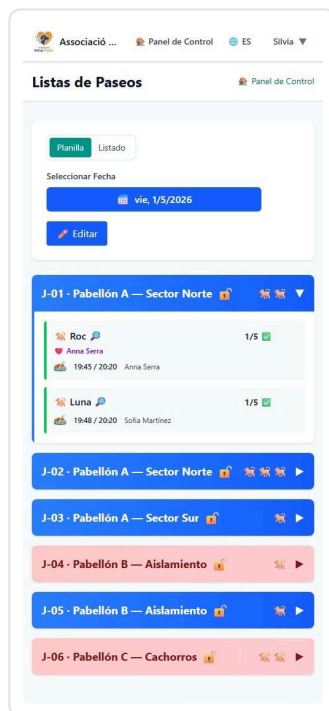 Associació ...
Panel de Control
ES
Silvia ▼
Listas de Paseos
Panel de Control
Planilla
Listado
Seleccionar Fecha
vie, 1/5/2026
Editar
J-01 · Pabellón A — Sector Norte
Roc
1/5
Anna Serra
19:45 / 20:20 Anna Serra
Luna
1/5
19:48 / 20:20 Sofia Martínez
J-02 · Pabellón A — Sector Norte
J-03 · Pabellón A — Sector Sur
J-04 · Pabellón B — Aislamiento
J-05 · Pabellón B — Aislamiento
J-06 · Pabellón C — Cachorros